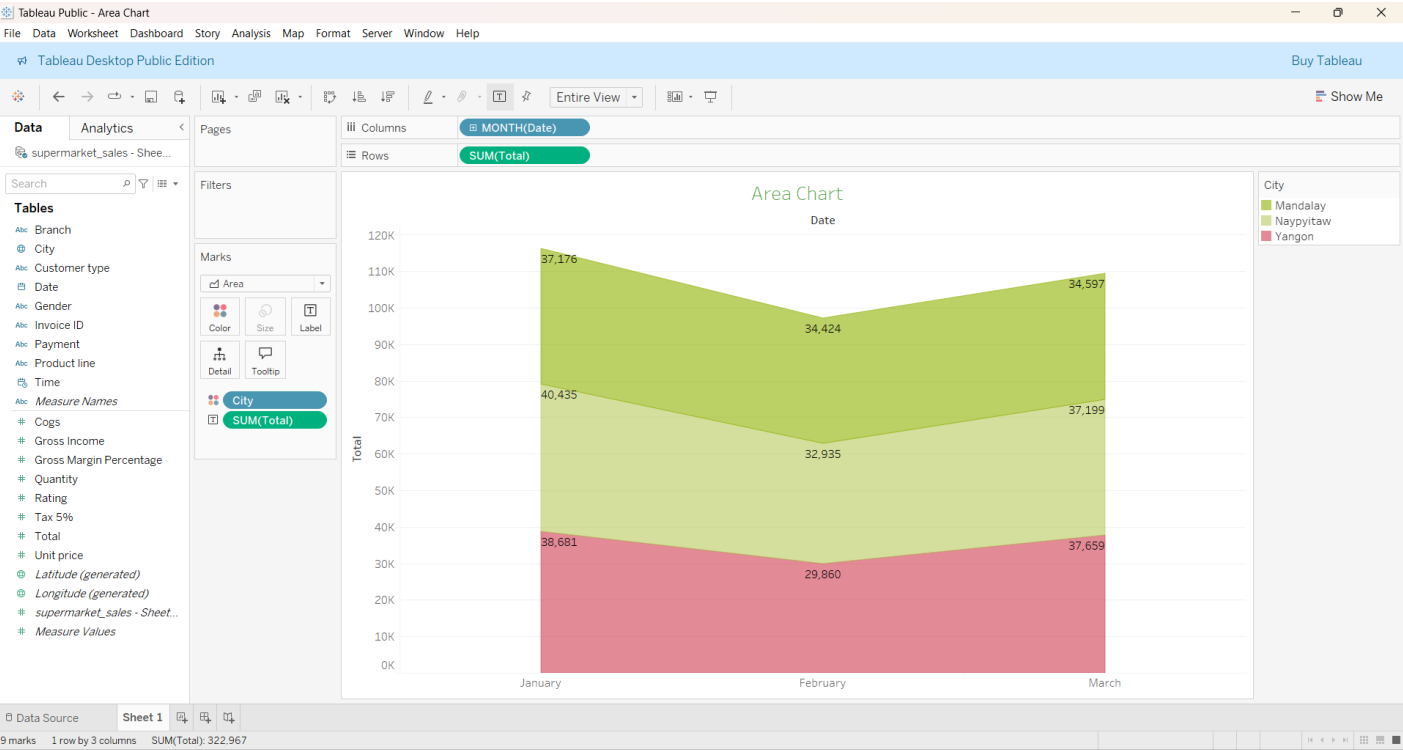 Tableau Public - Area Chart
File Data Worksheet Dashboard Story Analysis Map Format Server Window Help
Tableau Desktop Public Edition
Buy Tableau
Entire View
Show Me
Data
Analytics
supermarket_sales - Shee...
Search
Tables
Abc Branch
City
Abc Customer type
Date
Abc Gender
Abc Invoice ID
Abc Payment
Abc Product line
Time
Abc Measure Names
# Cogs
# Gross Income
# Gross Margin Percentage
# Quantity
# Rating
# Tax 5%
# Total
# Unit price
Latitude (generated)
Longitude (generated)
# supermarket_sales - Sheet...
# Measure Values
Pages
Filters
Marks
Area
Color
Size
T
Label
Detail
Tooltip
City
T SUM(Total)
Columns
MONTH(Date)
Rows
SUM(Total)
Area Chart
Date
120K
110K
100K
90K
80K
70K
60K
50K
40K
30K
20K
10K
0K
Total
37,176
34,424
34,597
40,435
32,935
37,199
38,681
29,860
37,659
January
February
March
City
Mandalay
Naypyitaw
Yangon
Data Source
Sheet 1
9 marks 1 row by 3 columns SUM(Total): 322,967